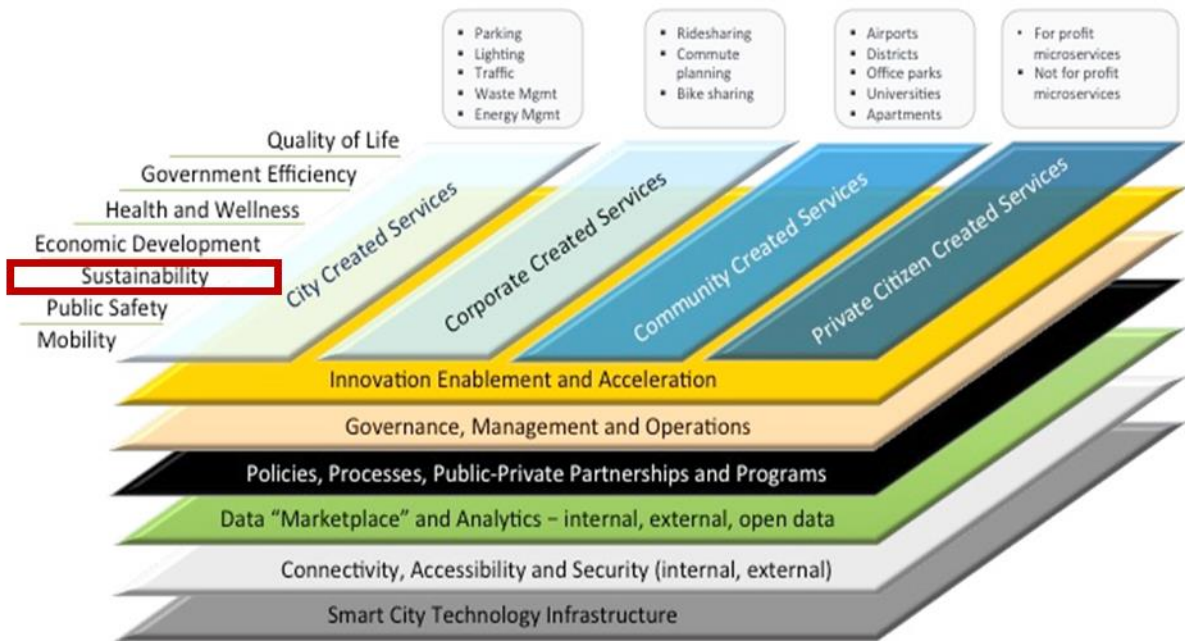 ▪ Parking
▪ Lighting
▪ Traffic
▪ Waste Mgmt
▪ Energy Mgmt
▪ Ridesharing
▪ Commute
planning
▪ Bike sharing
▪ Airports
▪ Districts
▪ Office parks
▪ Universities
▪ Apartments
• For profit
microservices
▪ Not for profit
microservices
Quality of Life
Government Efficiency
Health and Wellness
Economic Development
Sustainability
Public Safety
Mobility
City Created Services
Corporate Created Services
Community Created Services
Private Citizen Created Services
Innovation Enablement and Acceleration
Governance, Management and Operations
Policies, Processes, Public-Private Partnerships and Programs
Data “Marketplace” and Analytics – internal, external, open data
Connectivity, Accessibility and Security (internal, external)
Smart City Technology Infrastructure